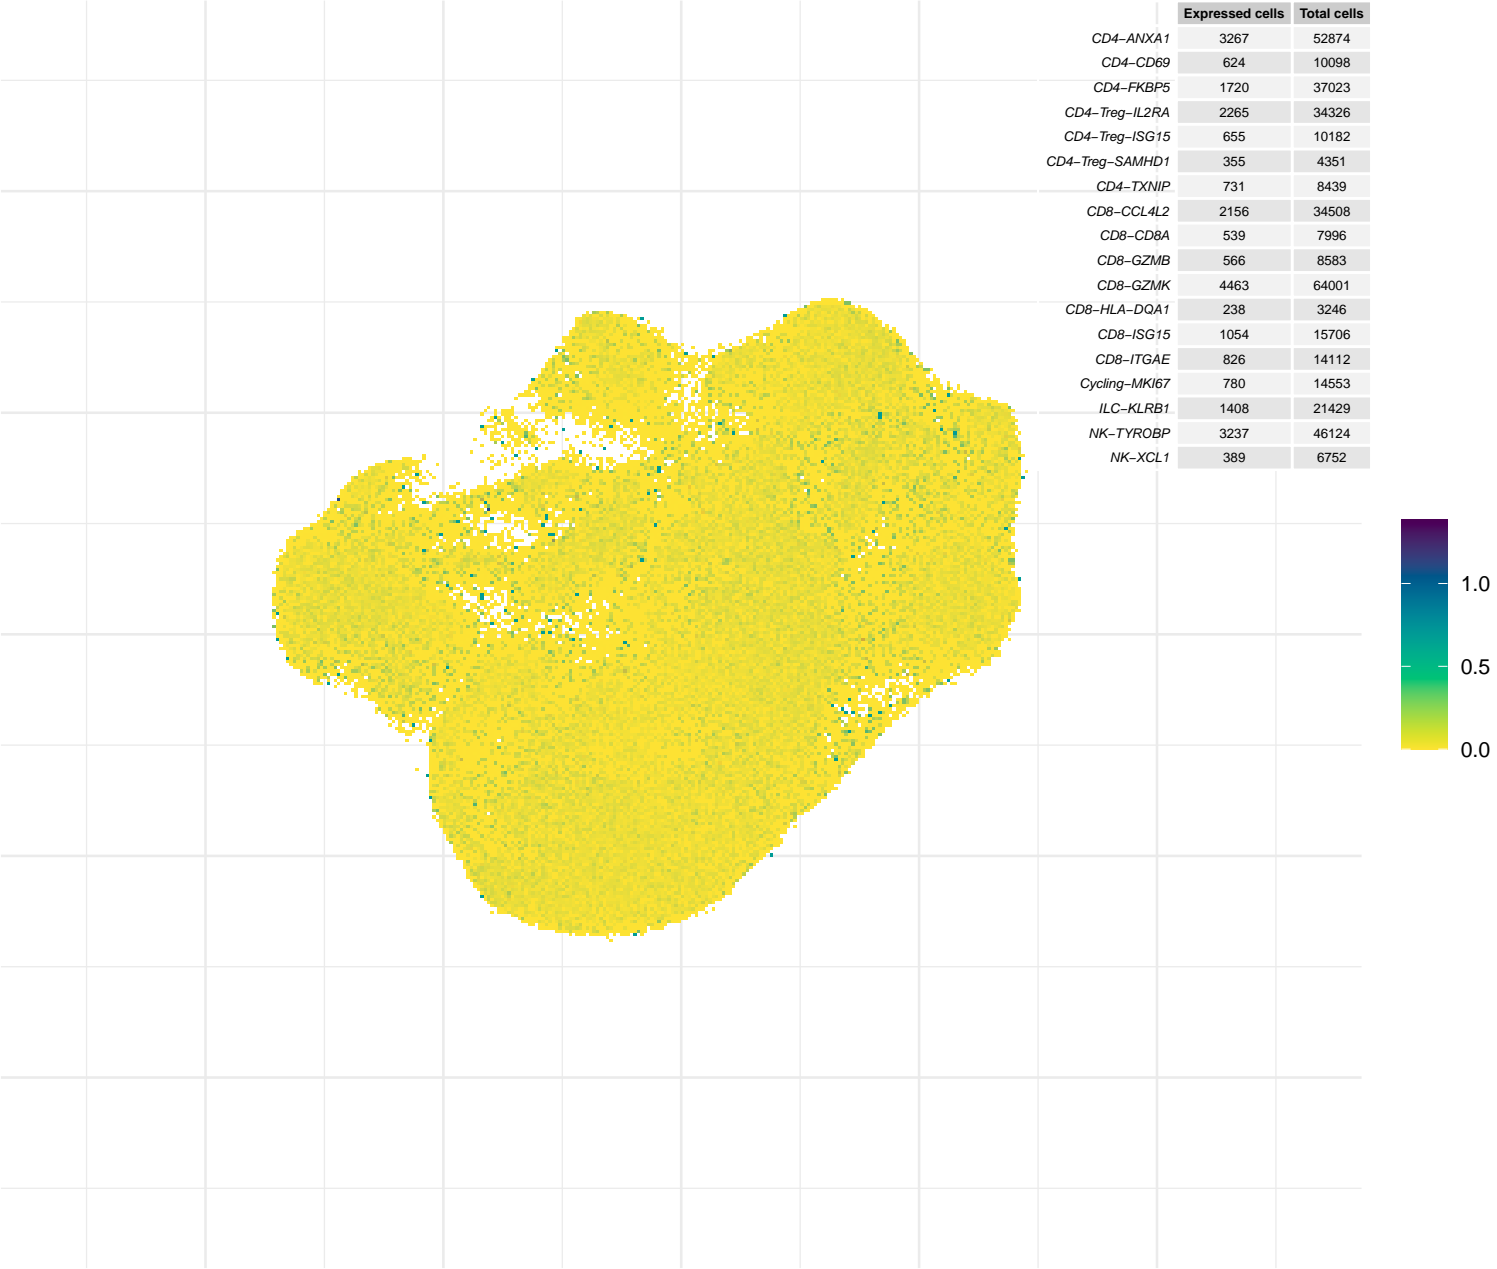 Expressed cells Total cells
CD4−ANXA1 3267 52874
CD4−CD69 624 10098
CD4−FKBP5 1720 37023
CD4−Treg−IL2RA 2265 34326
CD4−Treg−ISG15 655 10182
CD4−Treg−SAMHD1 355 4351
CD4−TXNIP 731 8439
CD8−CCL4L2 2156 34508
CD8−CD8A 539 7996
CD8−GZMB 566 8583
CD8−GZMK 4463 64001
CD8−HLA−DQA1 238 3246
CD8−ISG15 1054 15706
CD8−ITGAE 826 14112
Cycling−MKI67 780 14553
ILC−KLRB1 1408 21429
NK−TYROBP 3237 46124
NK−XCL1 389 6752
1.0
0.5
0.0